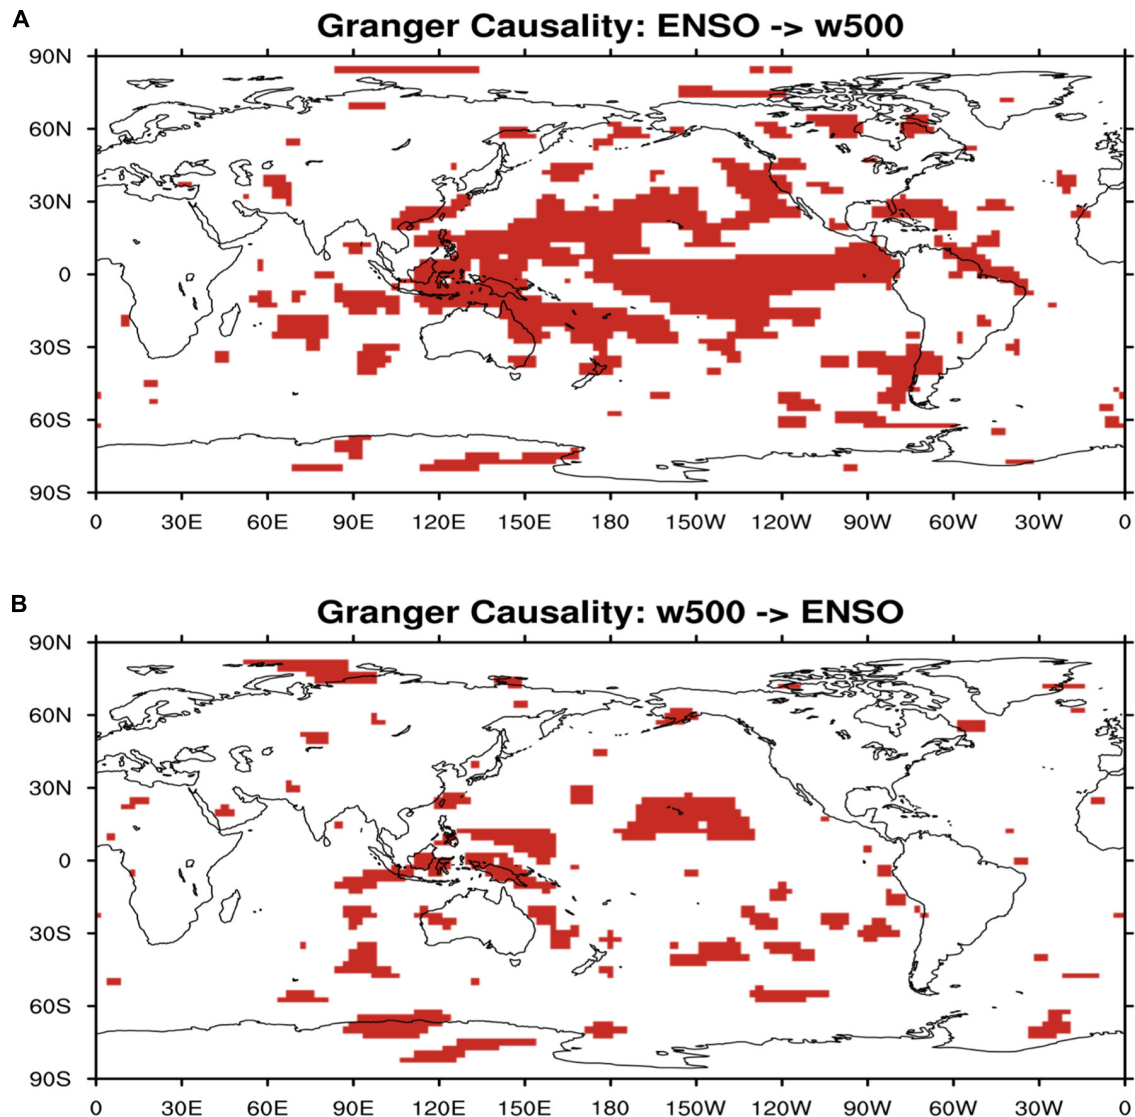 A
Granger Causality: ENSO -> w500
90N
60N
30N
0
30S
60S
90S
0 30E 60E 90E 120E 150E 180 150W 120W 90W 60W 30W 0
B
Granger Causality: w500 -> ENSO
90N
60N
30N
0
30S
60S
90S
0 30E 60E 90E 120E 150E 180 150W 120W 90W 60W 30W 0